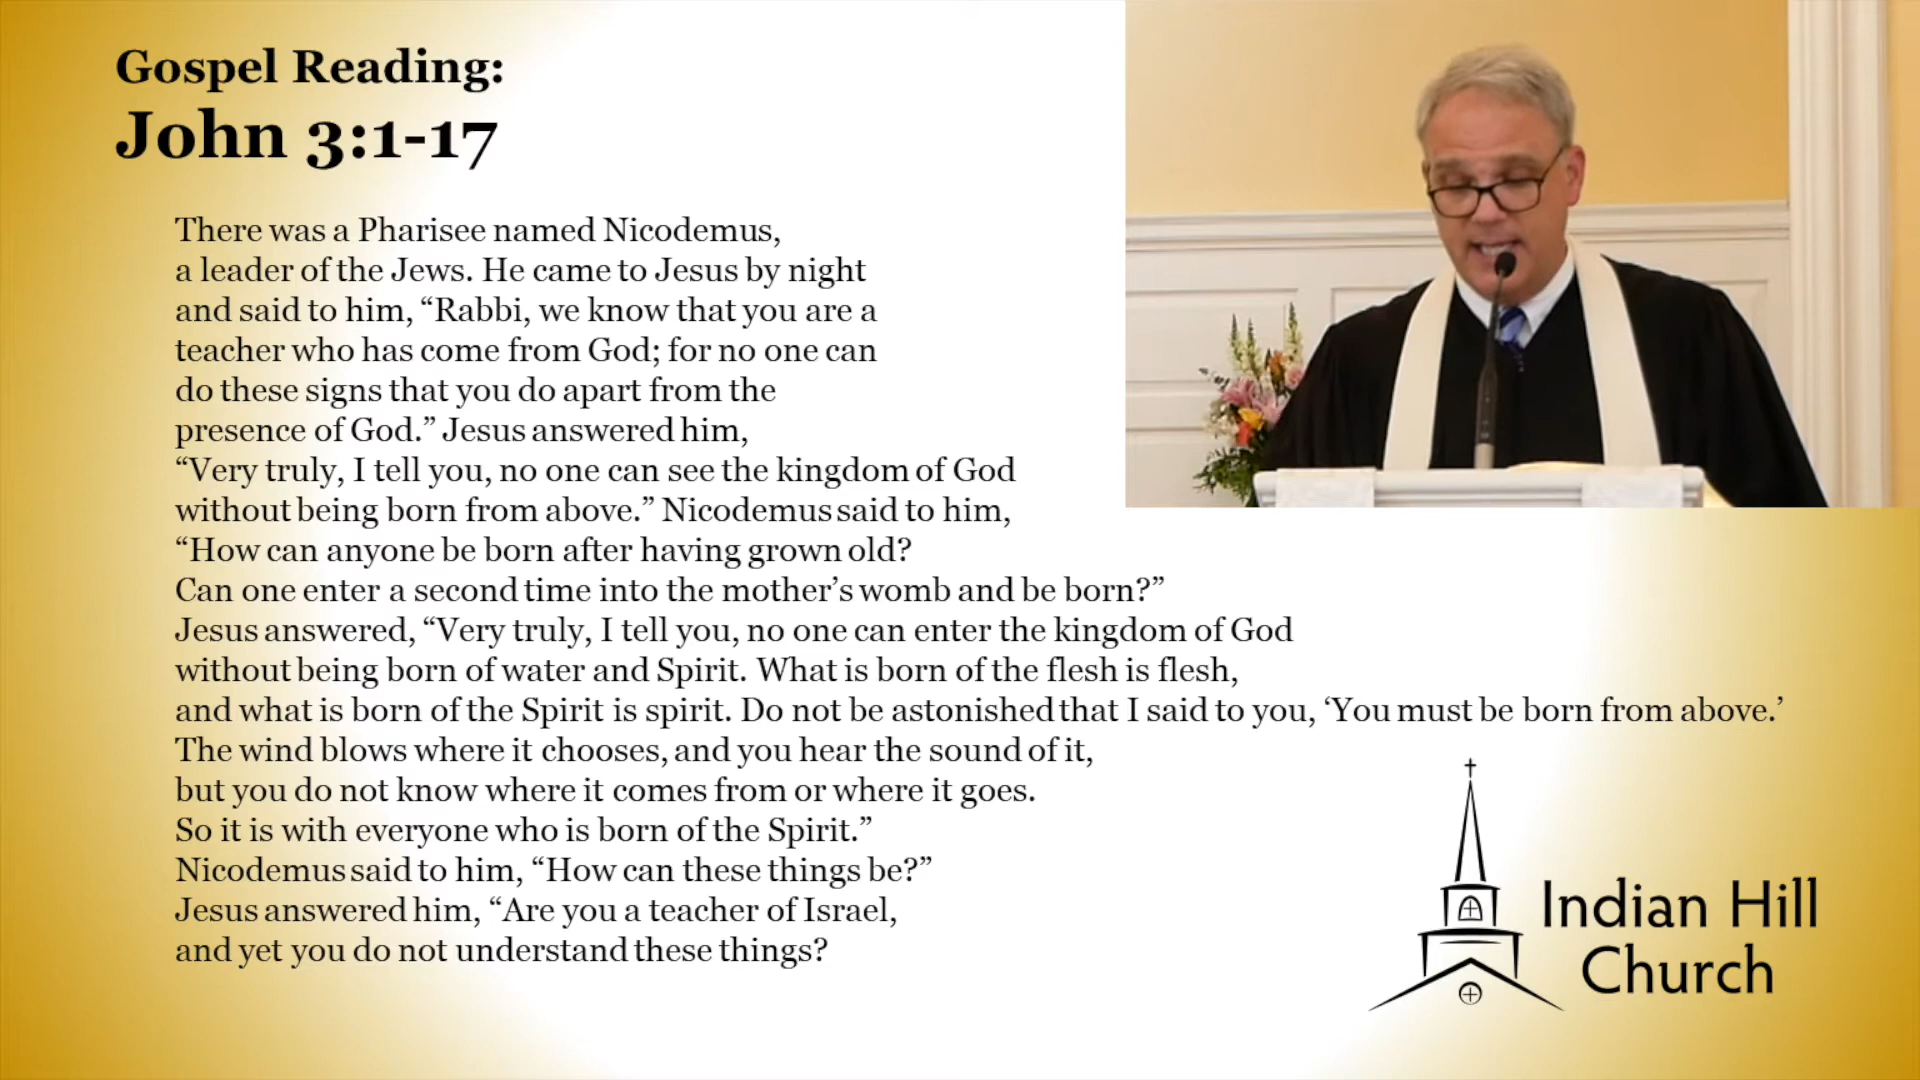 Gospel Reading:
John 3:1-17
There was a Pharisee named Nicodemus,
a leader of the Jews. He came to Jesus by night
and said to him, “Rabbi, we know that you are a
teacher who has come from God; for no one can
do these signs that you do apart from the
presence of God.” Jesus answered him,
“Very truly, I tell you, no one can see the kingdom of God
without being born from above.” Nicodemus said to him,
“How can anyone be born after having grown old?
Can one enter a second time into the mother’s womb and be born?”
Jesus answered, “Very truly, I tell you, no one can enter the kingdom of God
without being born of water and Spirit. What is born of the flesh is flesh,
and what is born of the Spirit is spirit. Do not be astonished that I said to you, ‘You must be born from above.’
The wind blows where it chooses, and you hear the sound of it,
but you do not know where it comes from or where it goes.
So it is with everyone who is born of the Spirit.”
Nicodemus said to him, “How can these things be?”
Jesus answered him, “Are you a teacher of Israel,
and yet you do not understand these things?
Indian Hill
Church